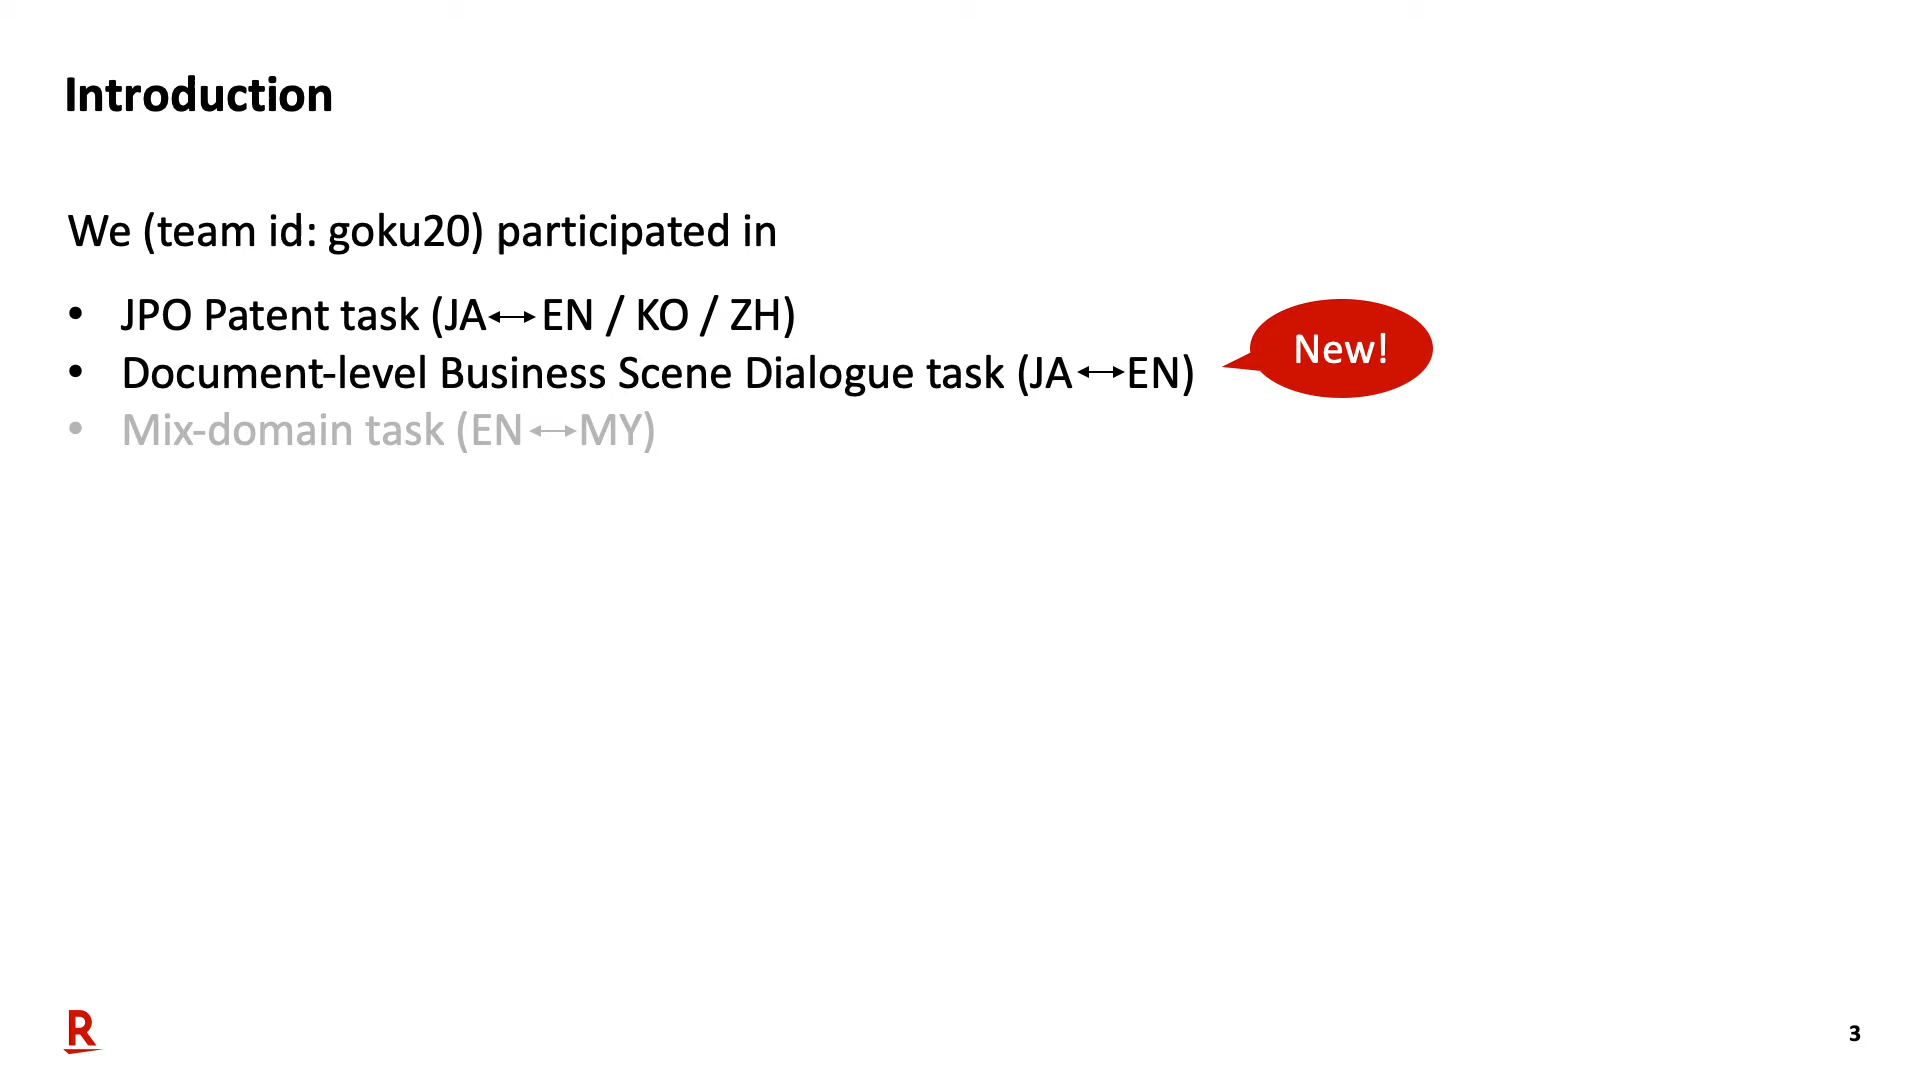 Introduction
We (team id: goku20) participated in
• JPO Patent task (JA⟷EN / KO / ZH)
• Document-level Business Scene Dialogue task (JA⟷EN)
New!
• Mix-domain task (EN⟷MY)
R
3